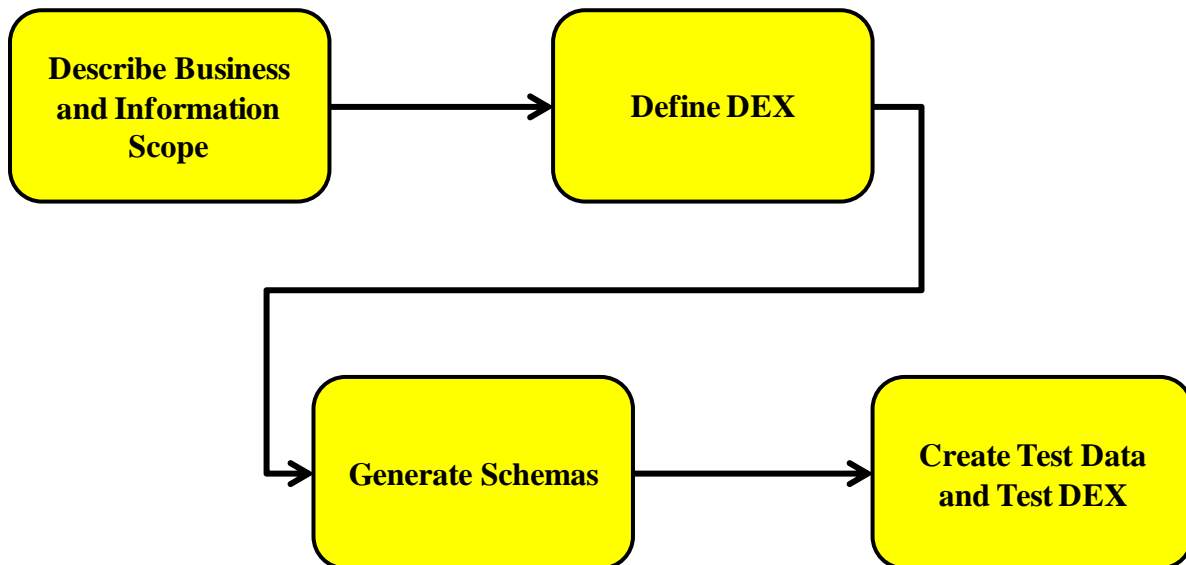 Describe Business
and Information
Scope
Define DEX
Generate Schemas
Create Test Data
and Test DEX